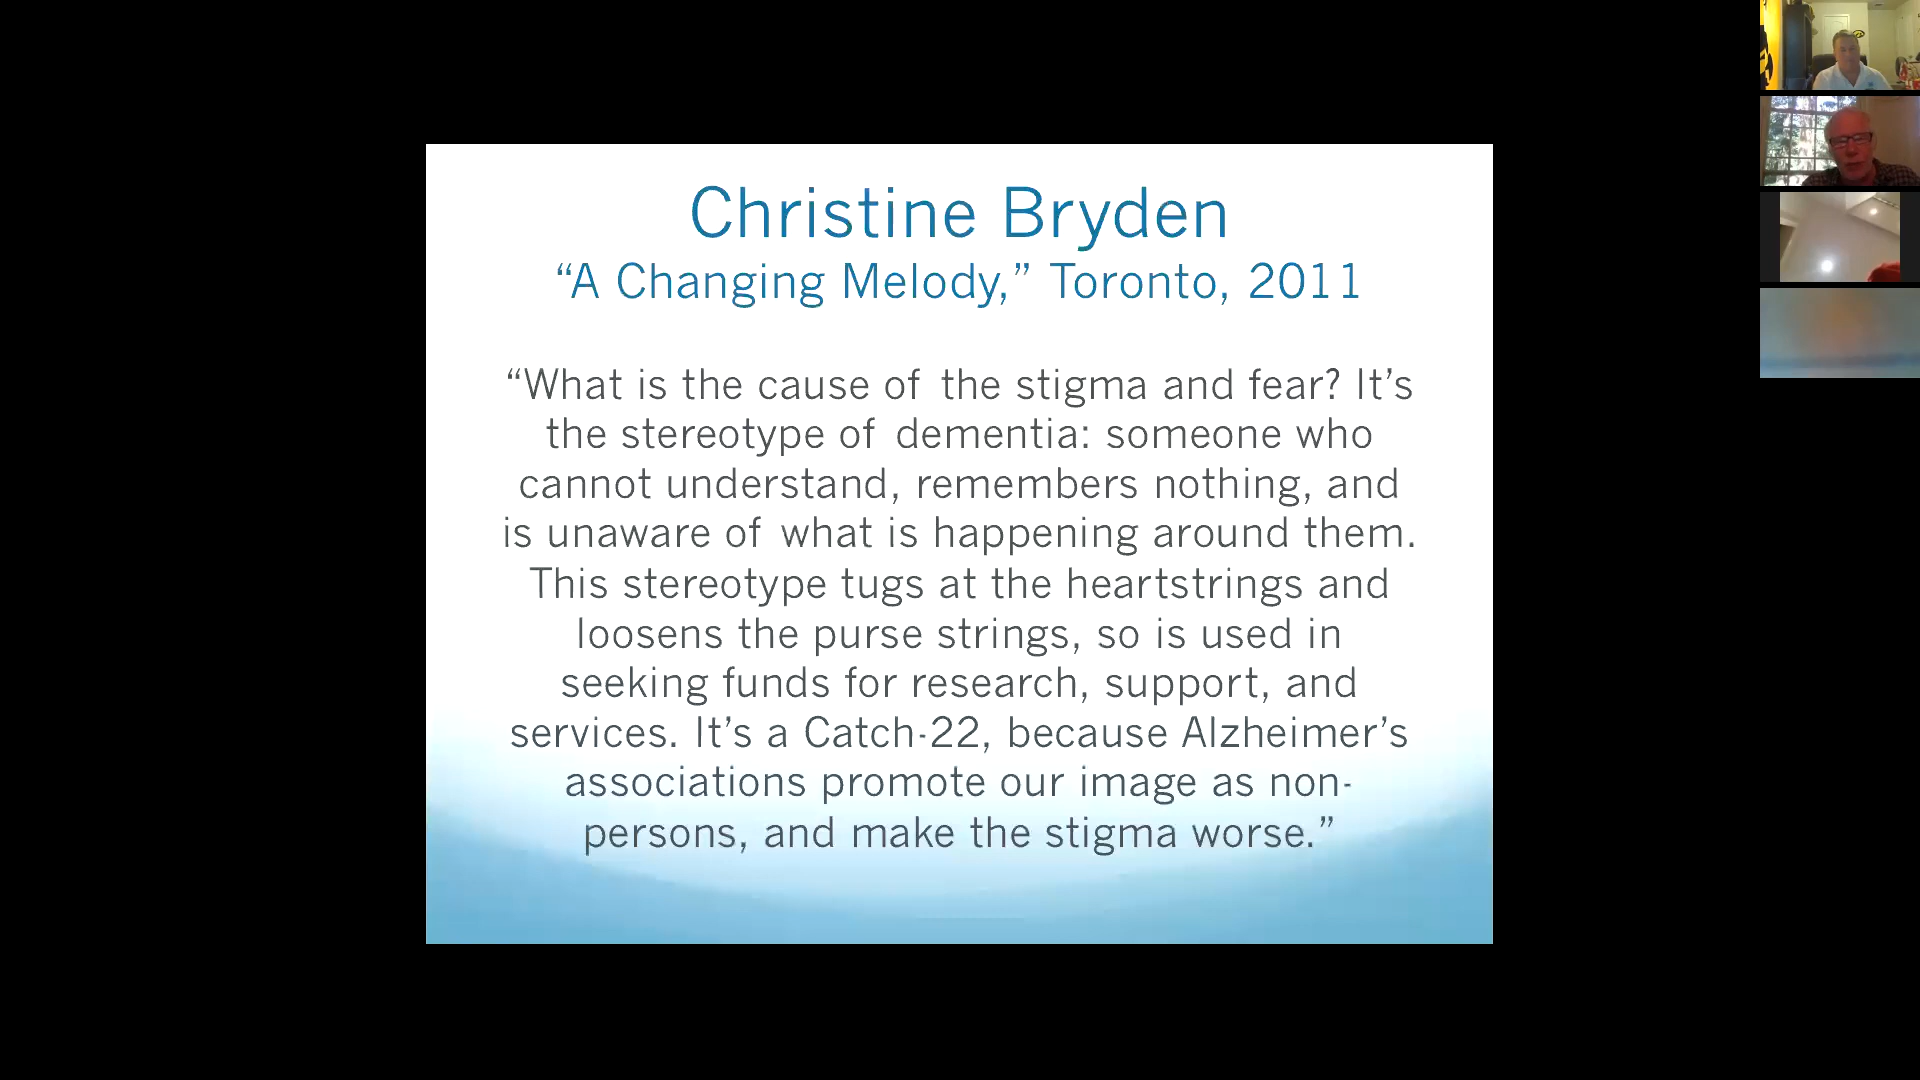 Christine Bryden
“A Changing Melody,” Toronto, 2011
“What is the cause of the stigma and fear? It’s
the stereotype of dementia: someone who
cannot understand, remembers nothing, and
is unaware of what is happening around them.
This stereotype tugs at the heartstrings and
loosens the purse strings, so is used in
seeking funds for research, support, and
services. It’s a Catch-22, because Alzheimer’s
associations promote our image as non-
persons, and make the stigma worse.”